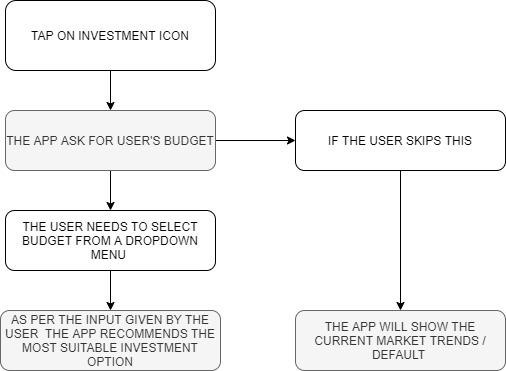 TAP ON INVESTMENT ICON
THE APP ASK FOR USER'S BUDGET
IF THE USER SKIPS THIS
THE USER NEEDS TO SELECT
BUDGET FROM A DROPDOWN
MENU
AS PER THE INPUT GIVEN BY THE
USER THE APP RECOMMENDS THE
MOST SUITABLE INVESTMENT
OPTION
THE APP WILL SHOW THE
CURRENT MARKET TRENDS /
DEFAULT